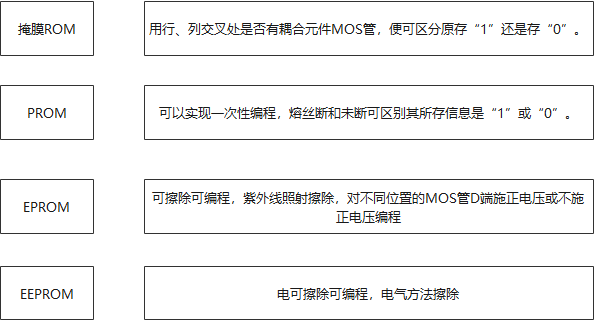 掩膜ROM
用行、列交叉处是否有耦合元件MOS管，便可区分原存“1”还是存“0”。
PROM
可以实现一次性编程，熔丝断和未断可区别其所存信息是“1”或“0”。
EPROM
可擦除可编程，紫外线照射擦除，对不同位置的MOS管D端施正电压或不施
正电压编程
EEPROM
电可擦除可编程，电气方法擦除